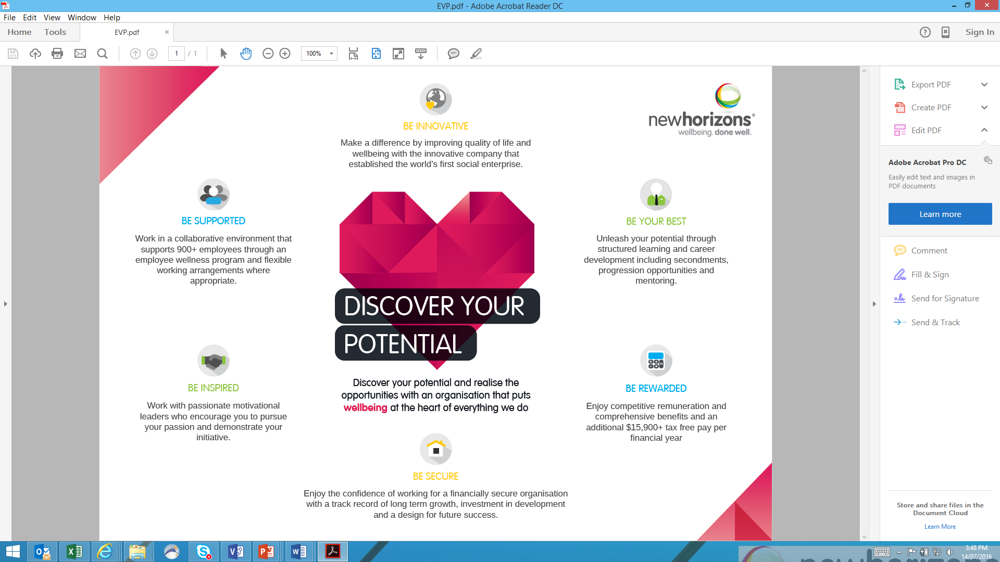 EVP.pdf - Adobe Acrobat Reader DC
File Edit View Window Help
Home Tools EVP.pdf × Sign In
1 / 1 100%
newhorizons®
wellbeing. done well.
BE INNOVATIVE
Make a difference by improving quality of life and
wellbeing with the innovative company that
established the world’s first social enterprise.
BE SUPPORTED
Work in a collaborative environment that
supports 900+ employees through an
employee wellness program and flexible
working arrangements where
appropriate.
BE YOUR BEST
Unleash your potential through
structured learning and career
development including secondments,
progression opportunities and
mentoring.
DISCOVER YOUR
POTENTIAL
Discover your potential and realise the
opportunities with an organisation that puts
wellbeing at the heart of everything we do
BE INSPIRED
Work with passionate motivational
leaders who encourage you to pursue
your passion and demonstrate your
initiative.
BE REWARDED
Enjoy competitive remuneration and
comprehensive benefits and an
additional $15,900+ tax free pay per
financial year
BE SECURE
Enjoy the confidence of working for a financially secure organisation
with a track record of long term growth, investment in development
and a design for future success.
Export PDF
Create PDF
Edit PDF
Adobe Acrobat Pro DC
Easily edit text and images in
PDF documents
Learn more
Comment
Fill & Sign
Send for Signature
Send & Track
Store and share files in the
Document Cloud
Learn More
3:48 PM
14/07/2016